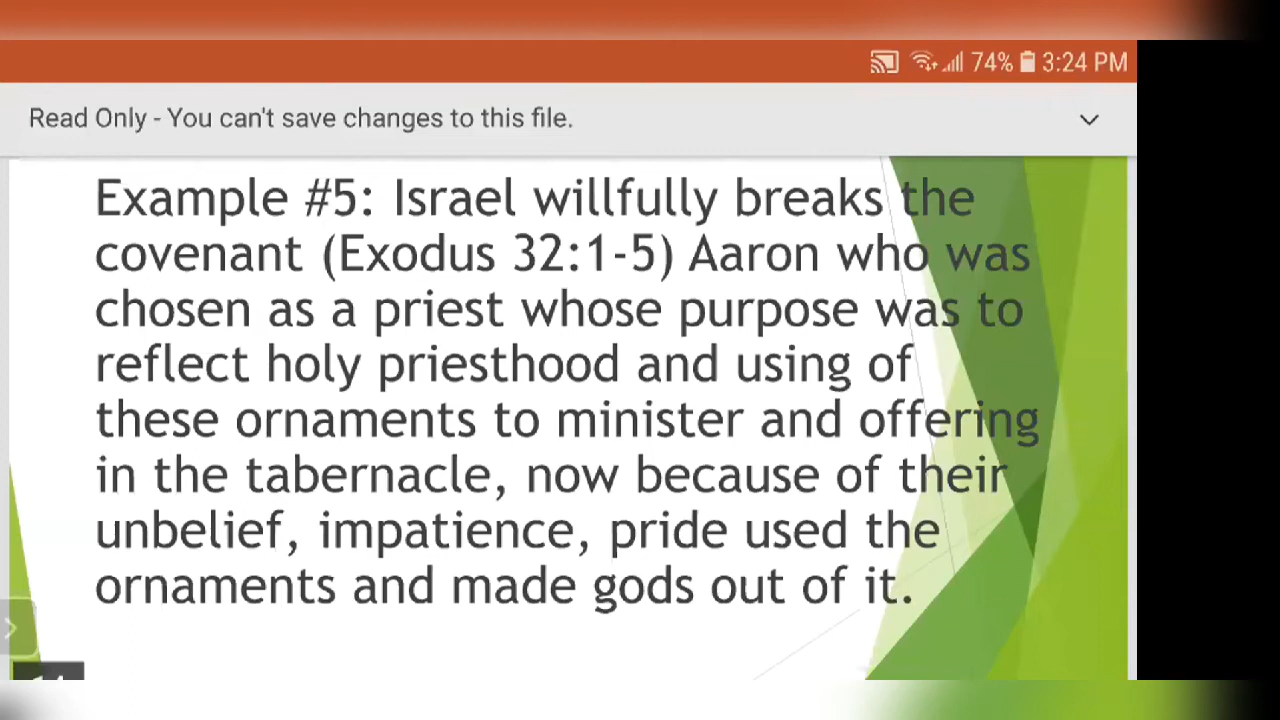 74% 3:24 PM
Read Only - You can't save changes to this file.
Example #5: Israel willfully breaks the
covenant (Exodus 32:1-5) Aaron who was
chosen as a priest whose purpose was to
reflect holy priesthood and using of
these ornaments to minister and offering
in the tabernacle, now because of their
unbelief, impatience, pride used the
ornaments and made gods out of it.